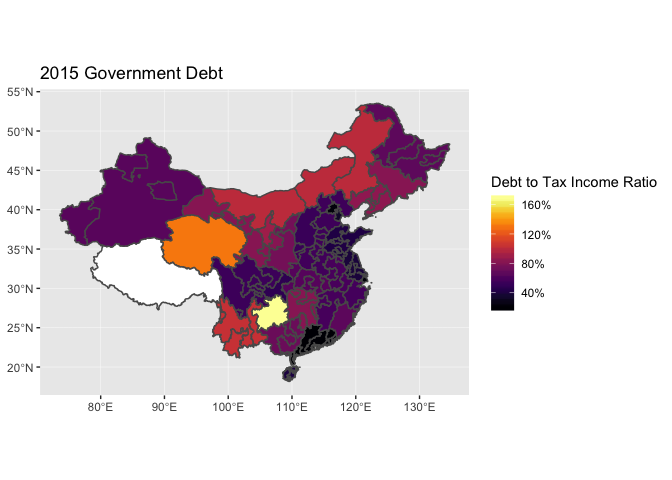 2015 Government Debt
55°N
50°N
45°N
40°N
35°N
30°N
25°N
20°N
80°E
90°E
100°E
110°E
120°E
130°E
Debt to Tax Income Ratio
160%
120%
80%
40%